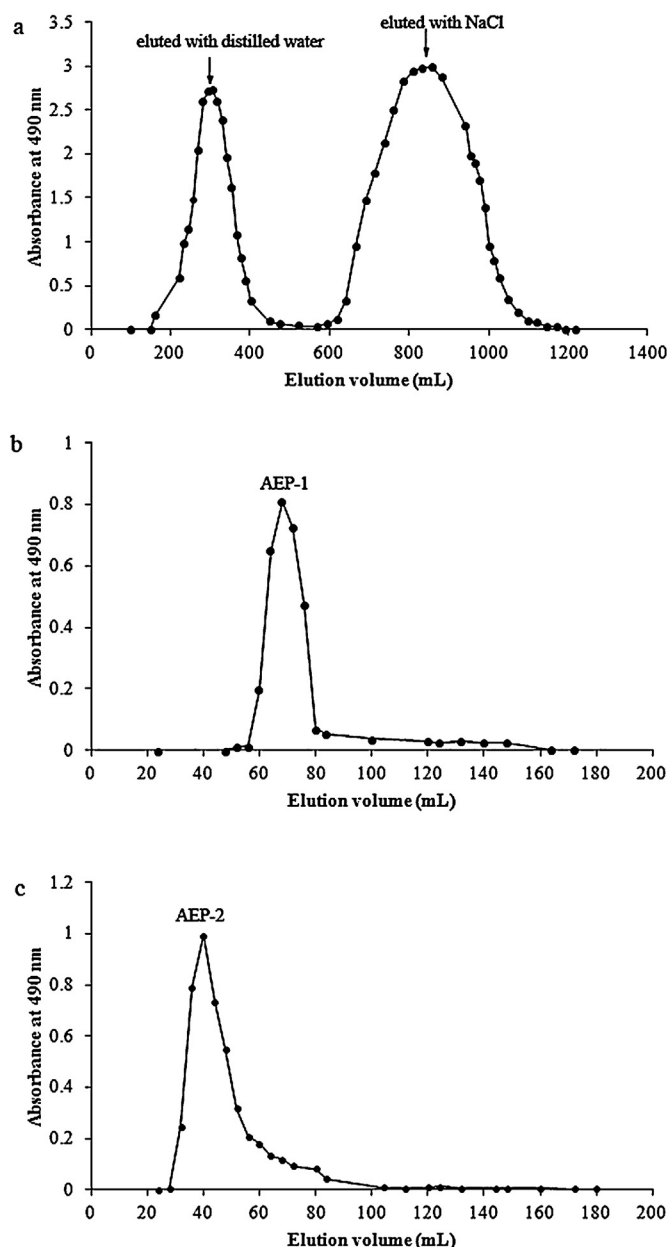 a
eluted with distilled water
eluted with NaCl
3.5
3
2.5
2
1.5
1
0.5
0
Absorbance at 490 nm
0 200 400 600 800 1000 1200 1400
Elution volume (mL)
b
AEP-1
1
0.8
0.6
0.4
0.2
0
Absorbance at 490 nm
0 20 40 60 80 100 120 140 160 180 200
Elution volume (mL)
c
AEP-2
1.2
1
0.8
0.6
0.4
0.2
0
Absorbance at 490 nm
0 20 40 60 80 100 120 140 160 180 200
Elution volume (mL)